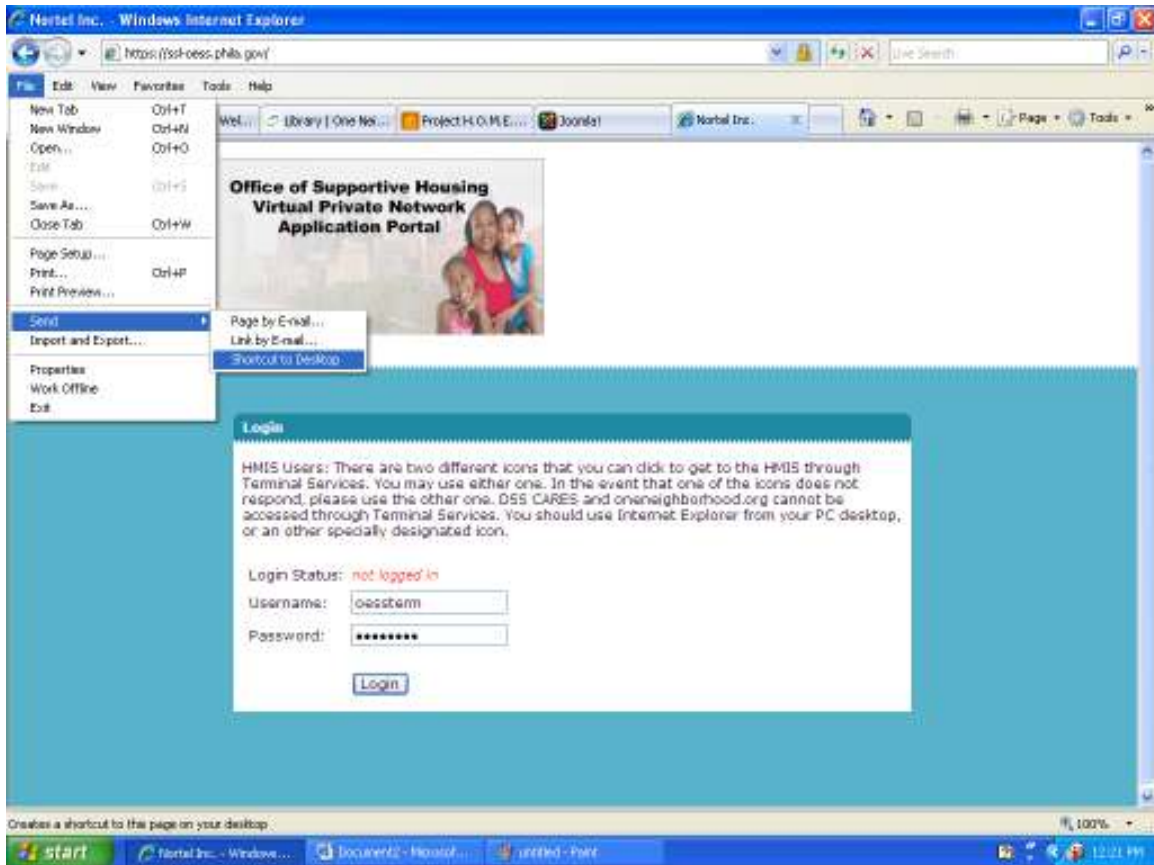 Nortel Inc. - Windows Internet Explorer
https://ssl-oess.phila.gov/
Live Search
File Edit View Favorites Tools Help
Wel... Library | One Nei... Project H.O.M.E.... Joomla! Nortel Inc. Page Tools
New Tab Ctrl+T
New Window Ctrl+N
Open... Ctrl+O
Edit
Save Ctrl+S
Save As...
Close Tab Ctrl+W
Page Setup...
Print... Ctrl+P
Print Preview...
Send
Import and Export...
Properties
Work Offline
Exit
Page by E-mail...
Link by E-mail...
Shortcut to Desktop
Office of Supportive Housing
Virtual Private Network
Application Portal
Login
HMIS Users: There are two different icons that you can click to get to the HMIS through
Terminal Services. You may use either one. In the event that one of the icons does not
respond, please use the other one. DSS CARES and oneneighborhood.org cannot be
accessed through Terminal Services. You should use Internet Explorer from your PC desktop,
or an other specially designated icon.
Login Status: not logged in
Username: oessterm
Password: ••••••••
Login
Creates a shortcut to this page on your desktop
100%
start Nortel Inc. - Window... Document2 - Microsof... untitled - Paint 12:21 PM